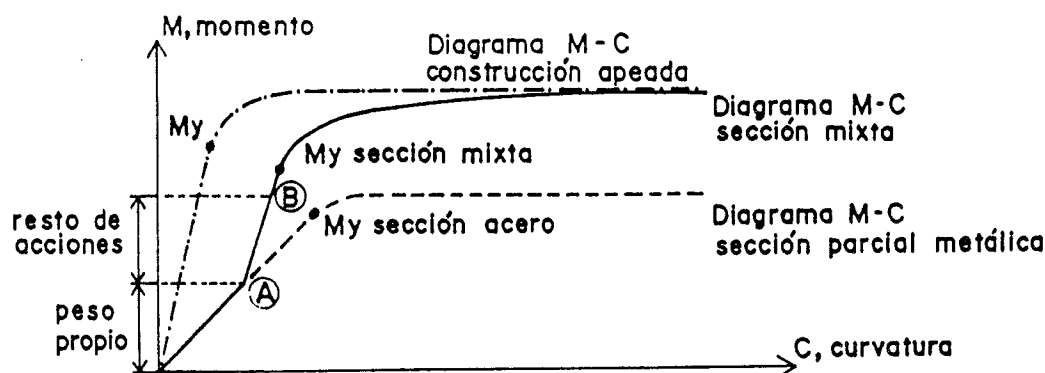 M, momento
Diagrama M-C
construcción apeada
Diagrama M-C
sección mixta
My
My sección mixta
B
resto de
acciones
My sección acero
Diagrama M-C
sección parcial metálica
A
peso
propio
C, curvatura